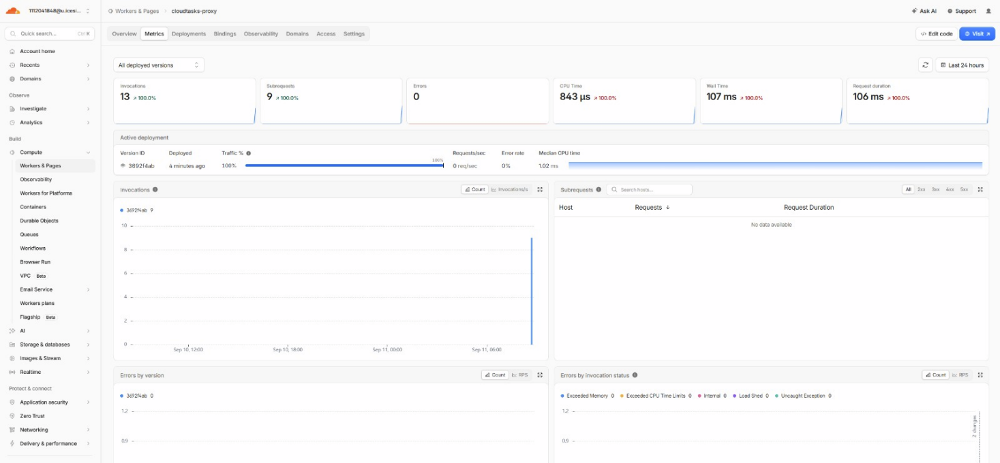 1112041848@u.icesi...
Workers & Pages
cloudtasks-proxy
Ask AI
Support
Quick search...
Ctrl K
Overview
Metrics
Deployments
Bindings
Observability
Domains
Access
Settings
Edit code
Visit
Account home
Recents
Domains
Observe
Investigate
Analytics
Build
Compute
Workers & Pages
Observability
Workers for Platforms
Containers
Durable Objects
Queues
Workflows
Browser Run
VPC Beta
Email Service
Workers plans
Flagship Beta
AI
Storage & databases
Images & Stream
Realtime
Protect & connect
Application security
Zero Trust
Networking
Delivery & performance
All deployed versions
Last 24 hours
Invocations
13 ↗ 100.0%
Subrequests
9 ↗ 100.0%
Errors
0
CPU Time
843 µs ↗ 100.0%
Wall Time
107 ms ↗ 100.0%
Request duration
106 ms ↗ 100.0%
Active deployment
Version ID
Deployed
Traffic %
Requests/sec
Error rate
Median CPU time
3692f4ab
4 minutes ago
100%
100%
0 req/sec
0%
1.02 ms
Invocations
Count
Invocations/s
3692f4ab 9
10
8
6
4
2
0
Sep 10, 12:00
Sep 10, 18:00
Sep 11, 00:00
Sep 11, 06:00
Subrequests
Search hosts...
All
2xx
3xx
4xx
5xx
Host
Requests ↓
Request Duration
No data available
Errors by version
Count
RPS
3692f4ab 0
1.2
0.9
Errors by invocation status
Count
RPS
Exceeded Memory 0
Exceeded CPU Time Limits 0
Internal 0
Load Shed 0
Uncaught Exception 0
1.2
0.9
2 changes